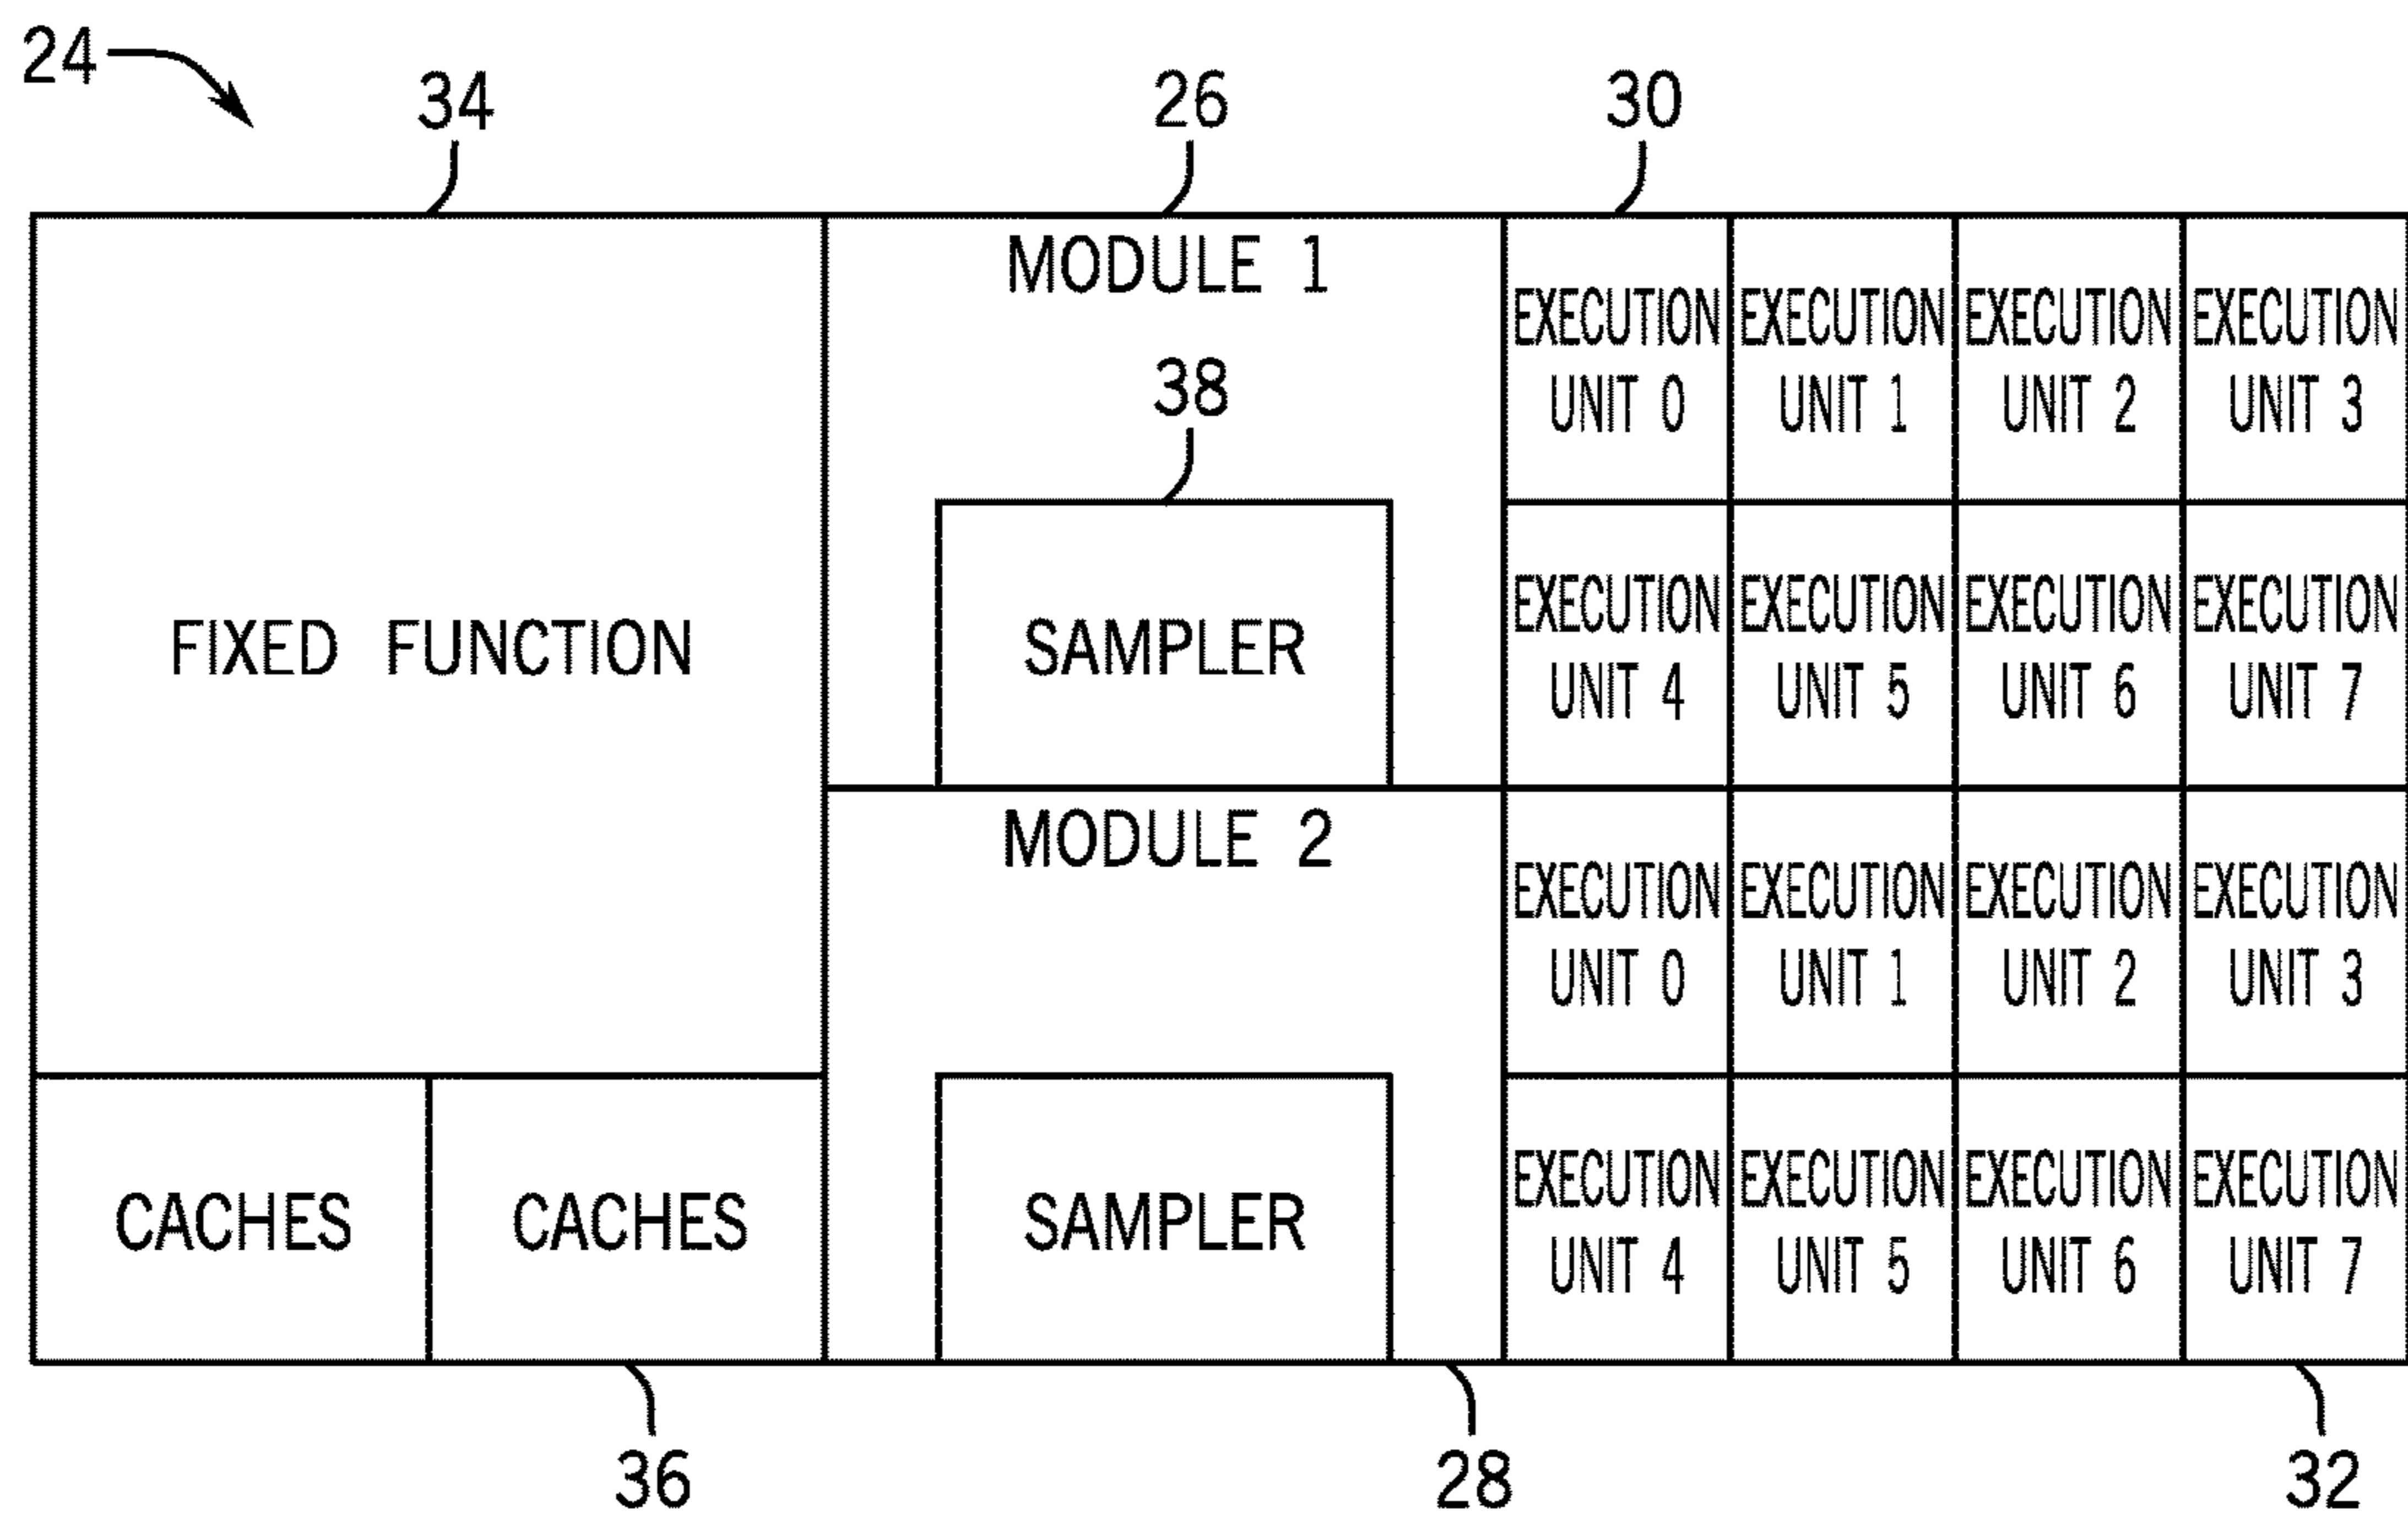 24
34
26
30
MODULE 1
38
FIXED FUNCTION
SAMPLER
EXECUTION
UNIT 0
EXECUTION
UNIT 1
EXECUTION
UNIT 2
EXECUTION
UNIT 3
EXECUTION
UNIT 4
EXECUTION
UNIT 5
EXECUTION
UNIT 6
EXECUTION
UNIT 7
MODULE 2
EXECUTION
UNIT 0
EXECUTION
UNIT 1
EXECUTION
UNIT 2
EXECUTION
UNIT 3
CACHES
CACHES
SAMPLER
EXECUTION
UNIT 4
EXECUTION
UNIT 5
EXECUTION
UNIT 6
EXECUTION
UNIT 7
36
28
32